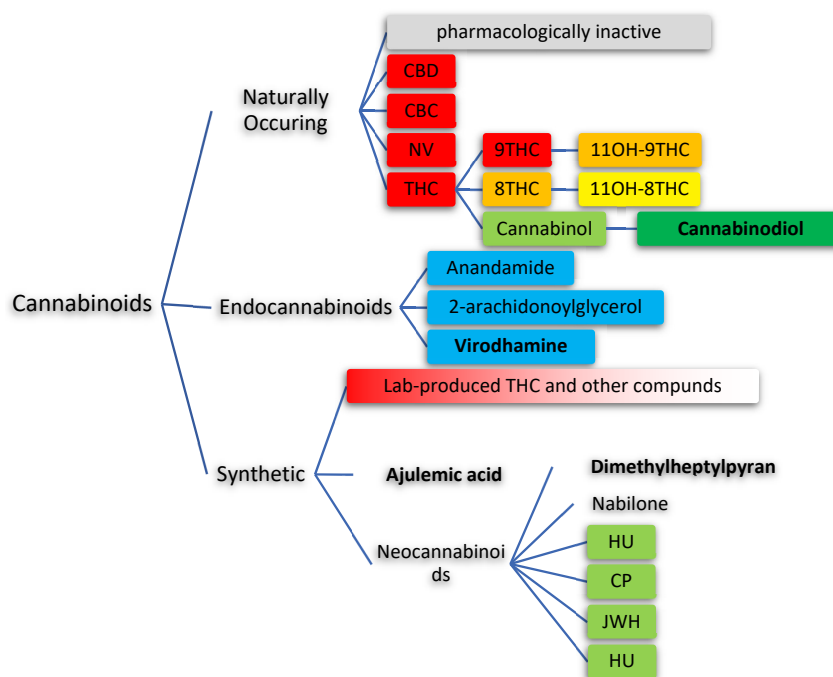 pharmacologically inactive
CBD
Naturally
Occuring
CBC
NV
9THC
11OH-9THC
THC
8THC
11OH-8THC
Cannabinol
Cannabinodiol
Anandamide
Cannabinoids
Endocannabinoids
2-arachidonoylglycerol
Virodhamine
Lab-produced THC and other compunds
Synthetic
Ajulemic acid
Dimethylheptylpyran
Nabilone
Neocannabinoi
ds
HU
CP
JWH
HU